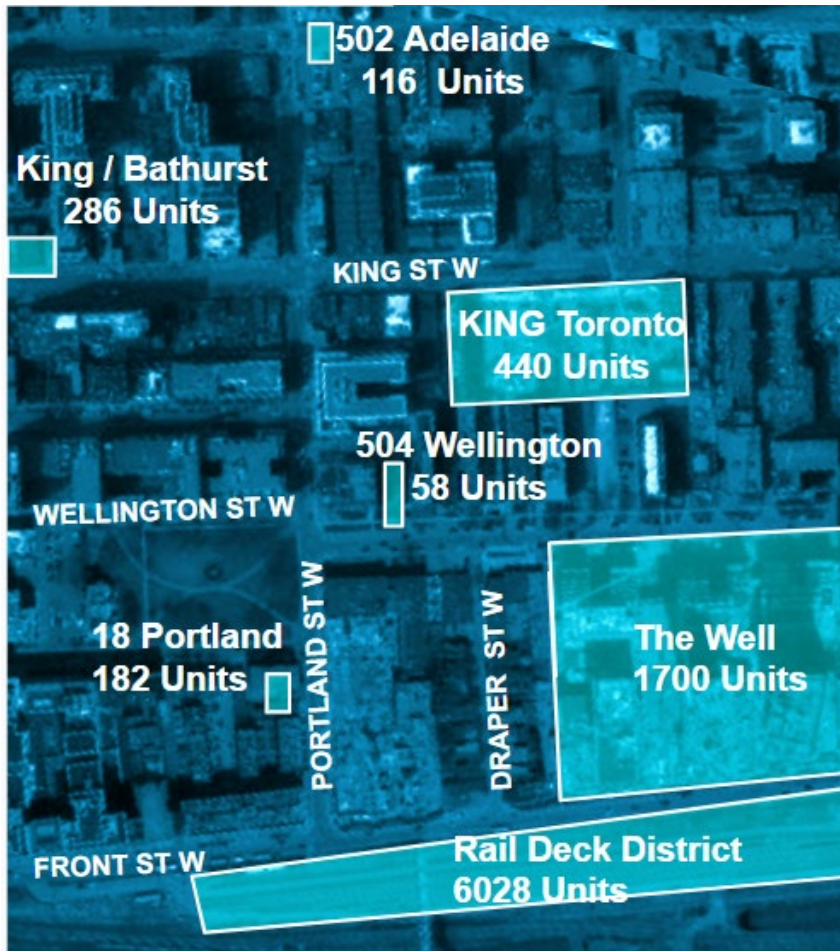 502 Adelaide
116 Units
King / Bathurst
286 Units
KING ST W
KING Toronto
440 Units
504 Wellington
58 Units
WELLINGTON ST W
PORTLAND ST W
DRAPER ST W
18 Portland
182 Units
The Well
1700 Units
FRONT ST W
Rail Deck District
6028 Units